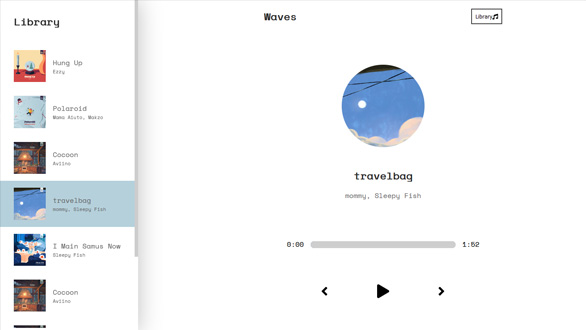 Library
Hung Up
Ezzy
Polaroid
Mama Aiuto, Makzo
Cocoon
Aviino
travelbag
mommy, Sleepy Fish
I Main Samus Now
Sleepy Fish
Cocoon
Aviino
Waves
Library
travelbag
mommy, Sleepy Fish
0:00
1:52